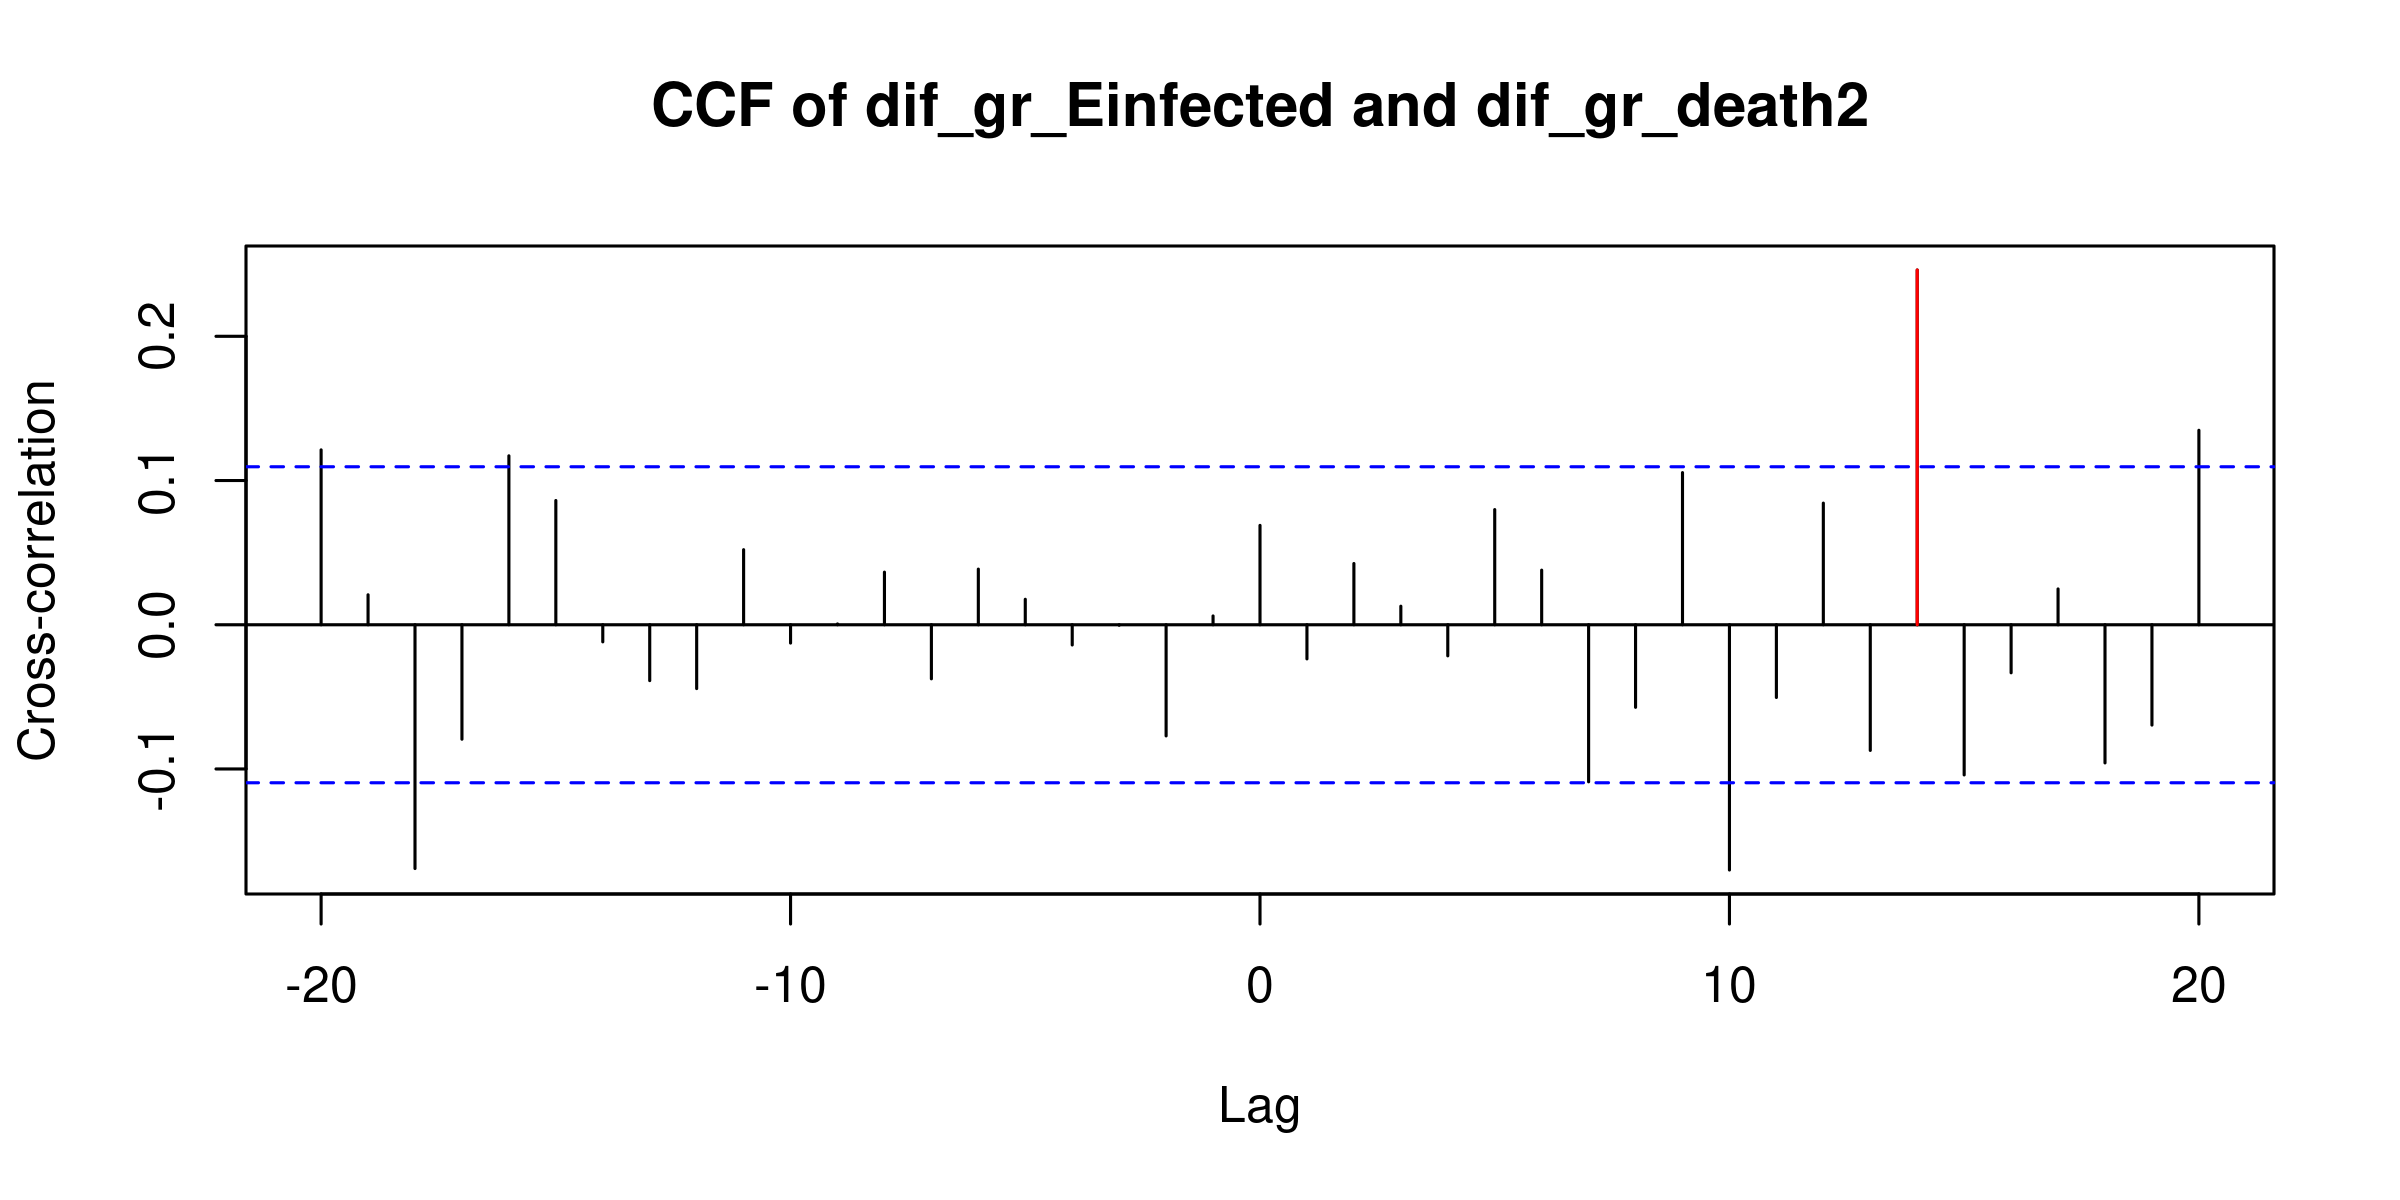 CCF of dif_gr_Einfected and dif_gr_death2
Cross-correlation
0.2
0.1
0.0
-0.1
-20 -10 0 10 20
Lag